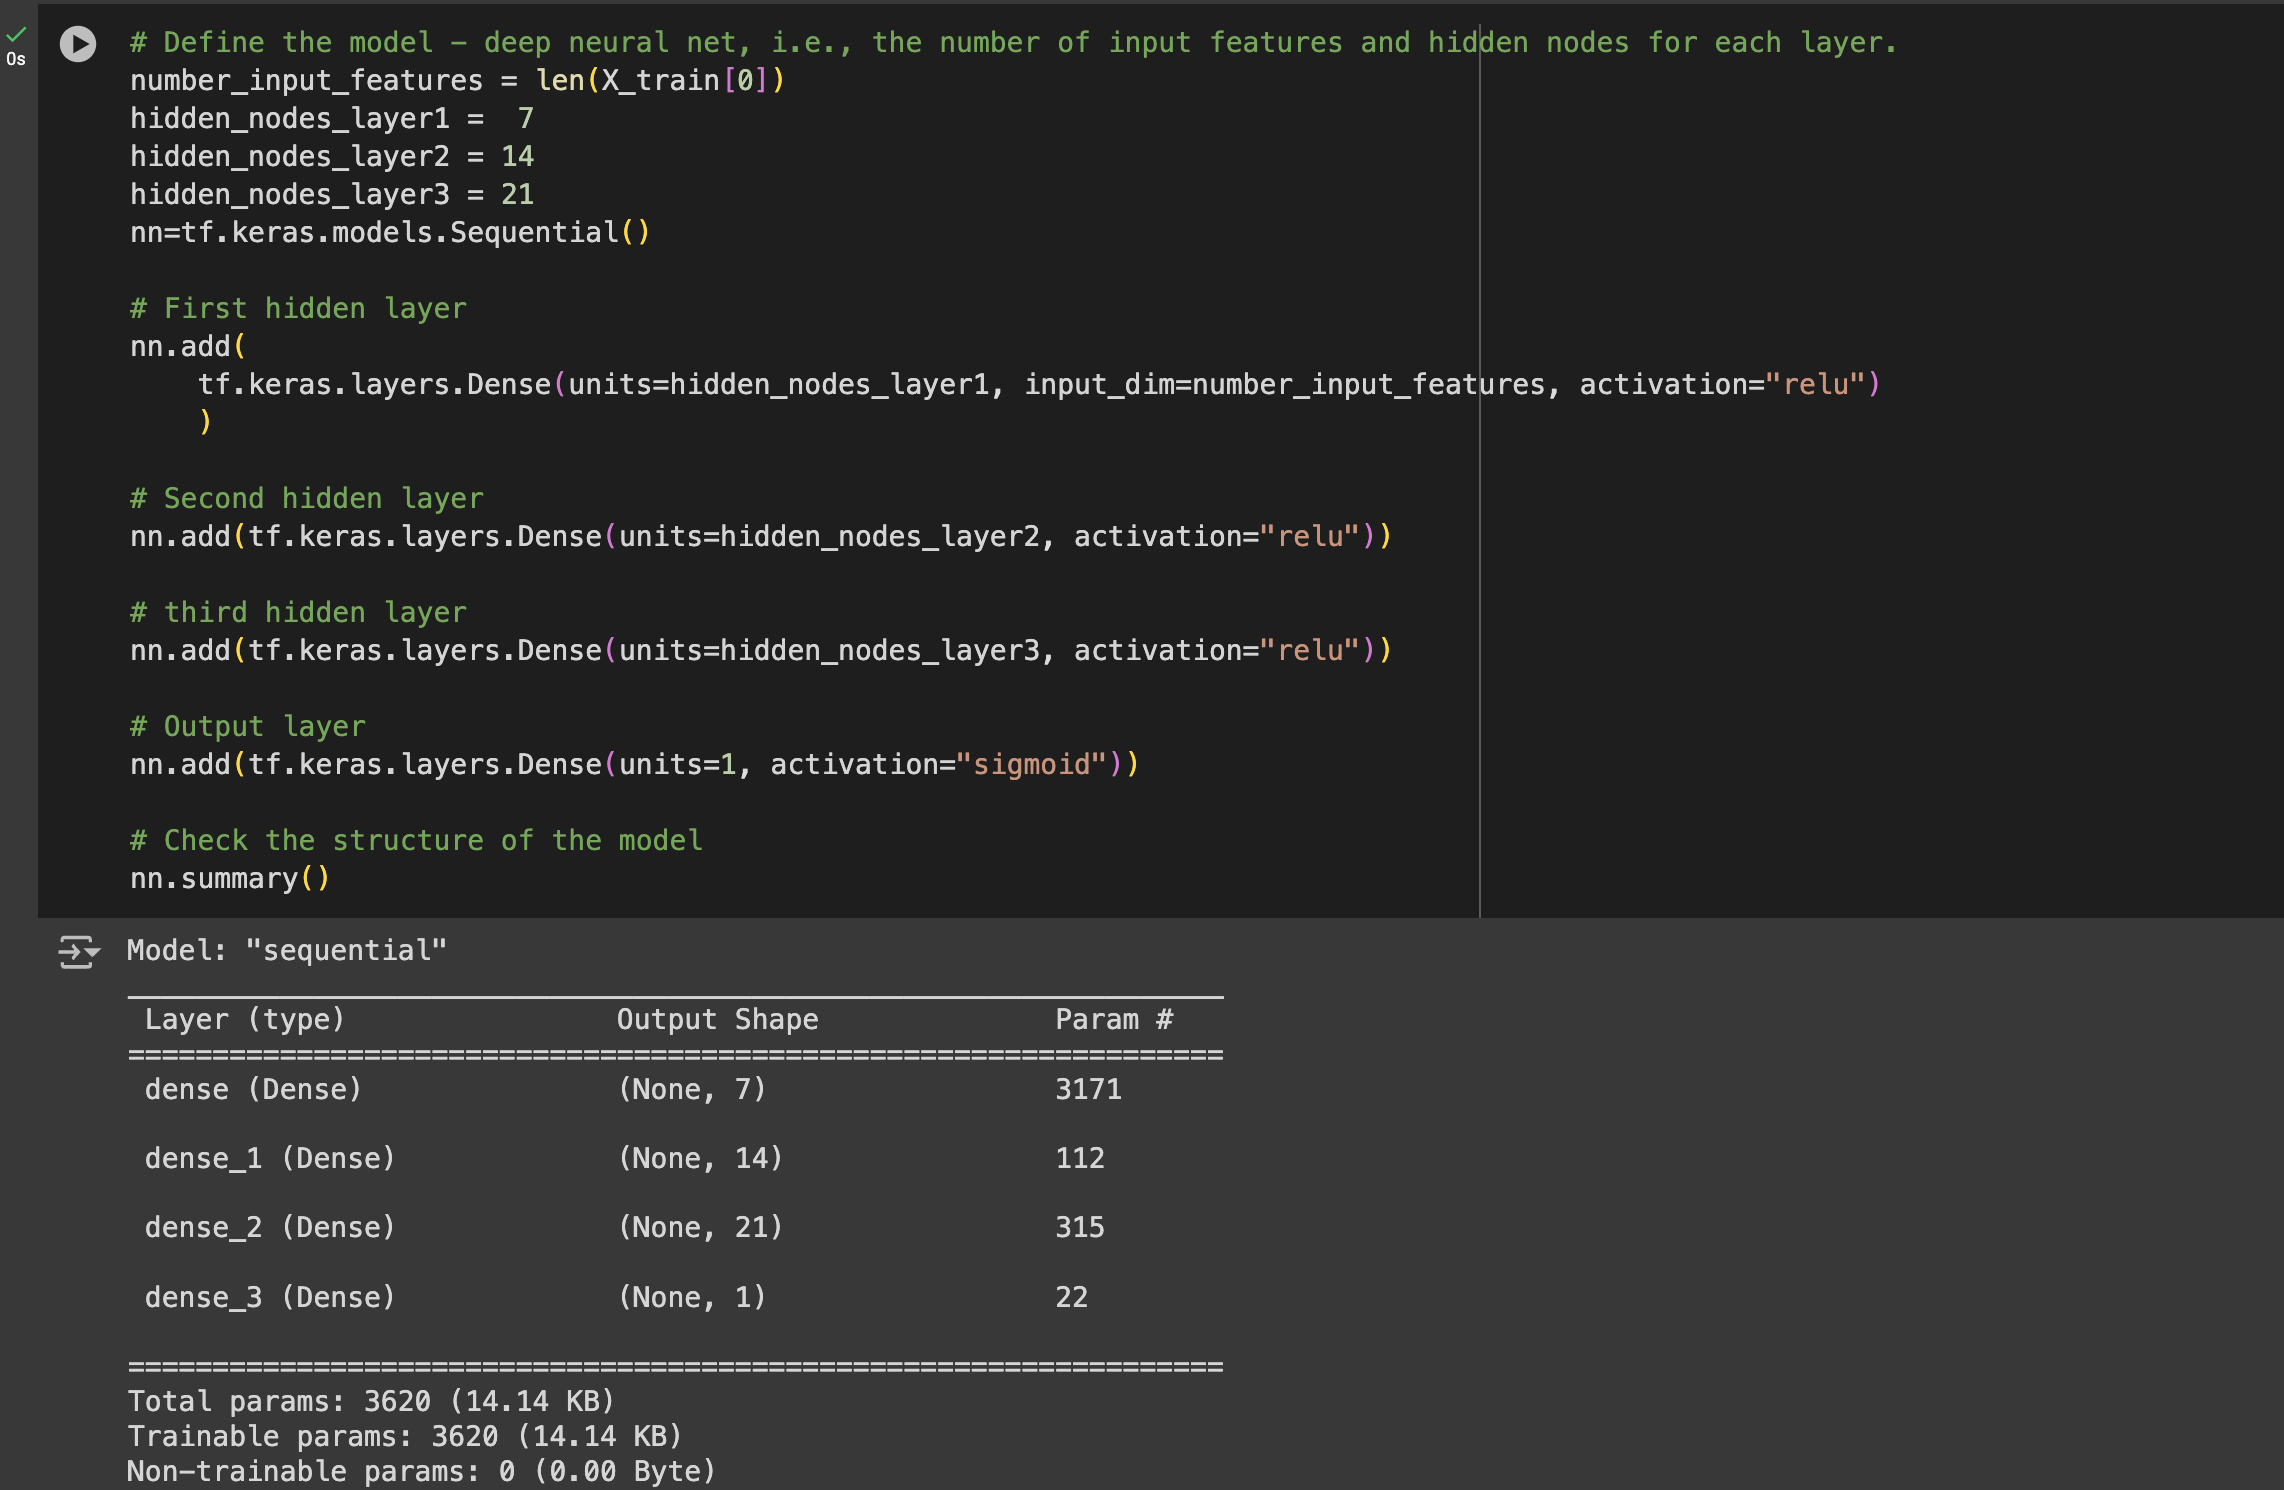 0s
# Define the model – deep neural net, i.e., the number of input features and hidden nodes for each layer.
number_input_features = len(X_train[0])
hidden_nodes_layer1 =  7
hidden_nodes_layer2 = 14
hidden_nodes_layer3 = 21
nn=tf.keras.models.Sequential()
# First hidden layer
nn.add(
    tf.keras.layers.Dense(units=hidden_nodes_layer1, input_dim=number_input_features, activation="relu")
    )
# Second hidden layer
nn.add(tf.keras.layers.Dense(units=hidden_nodes_layer2, activation="relu"))
# third hidden layer
nn.add(tf.keras.layers.Dense(units=hidden_nodes_layer3, activation="relu"))
# Output layer
nn.add(tf.keras.layers.Dense(units=1, activation="sigmoid"))
# Check the structure of the model
nn.summary()
Model: "sequential"
Layer (type) Output Shape Param #
=================================================================
dense (Dense) (None, 7) 3171
dense_1 (Dense) (None, 14) 112
dense_2 (Dense) (None, 21) 315
dense_3 (Dense) (None, 1) 22
=================================================================
Total params: 3620 (14.14 KB)
Trainable params: 3620 (14.14 KB)
Non-trainable params: 0 (0.00 Byte)